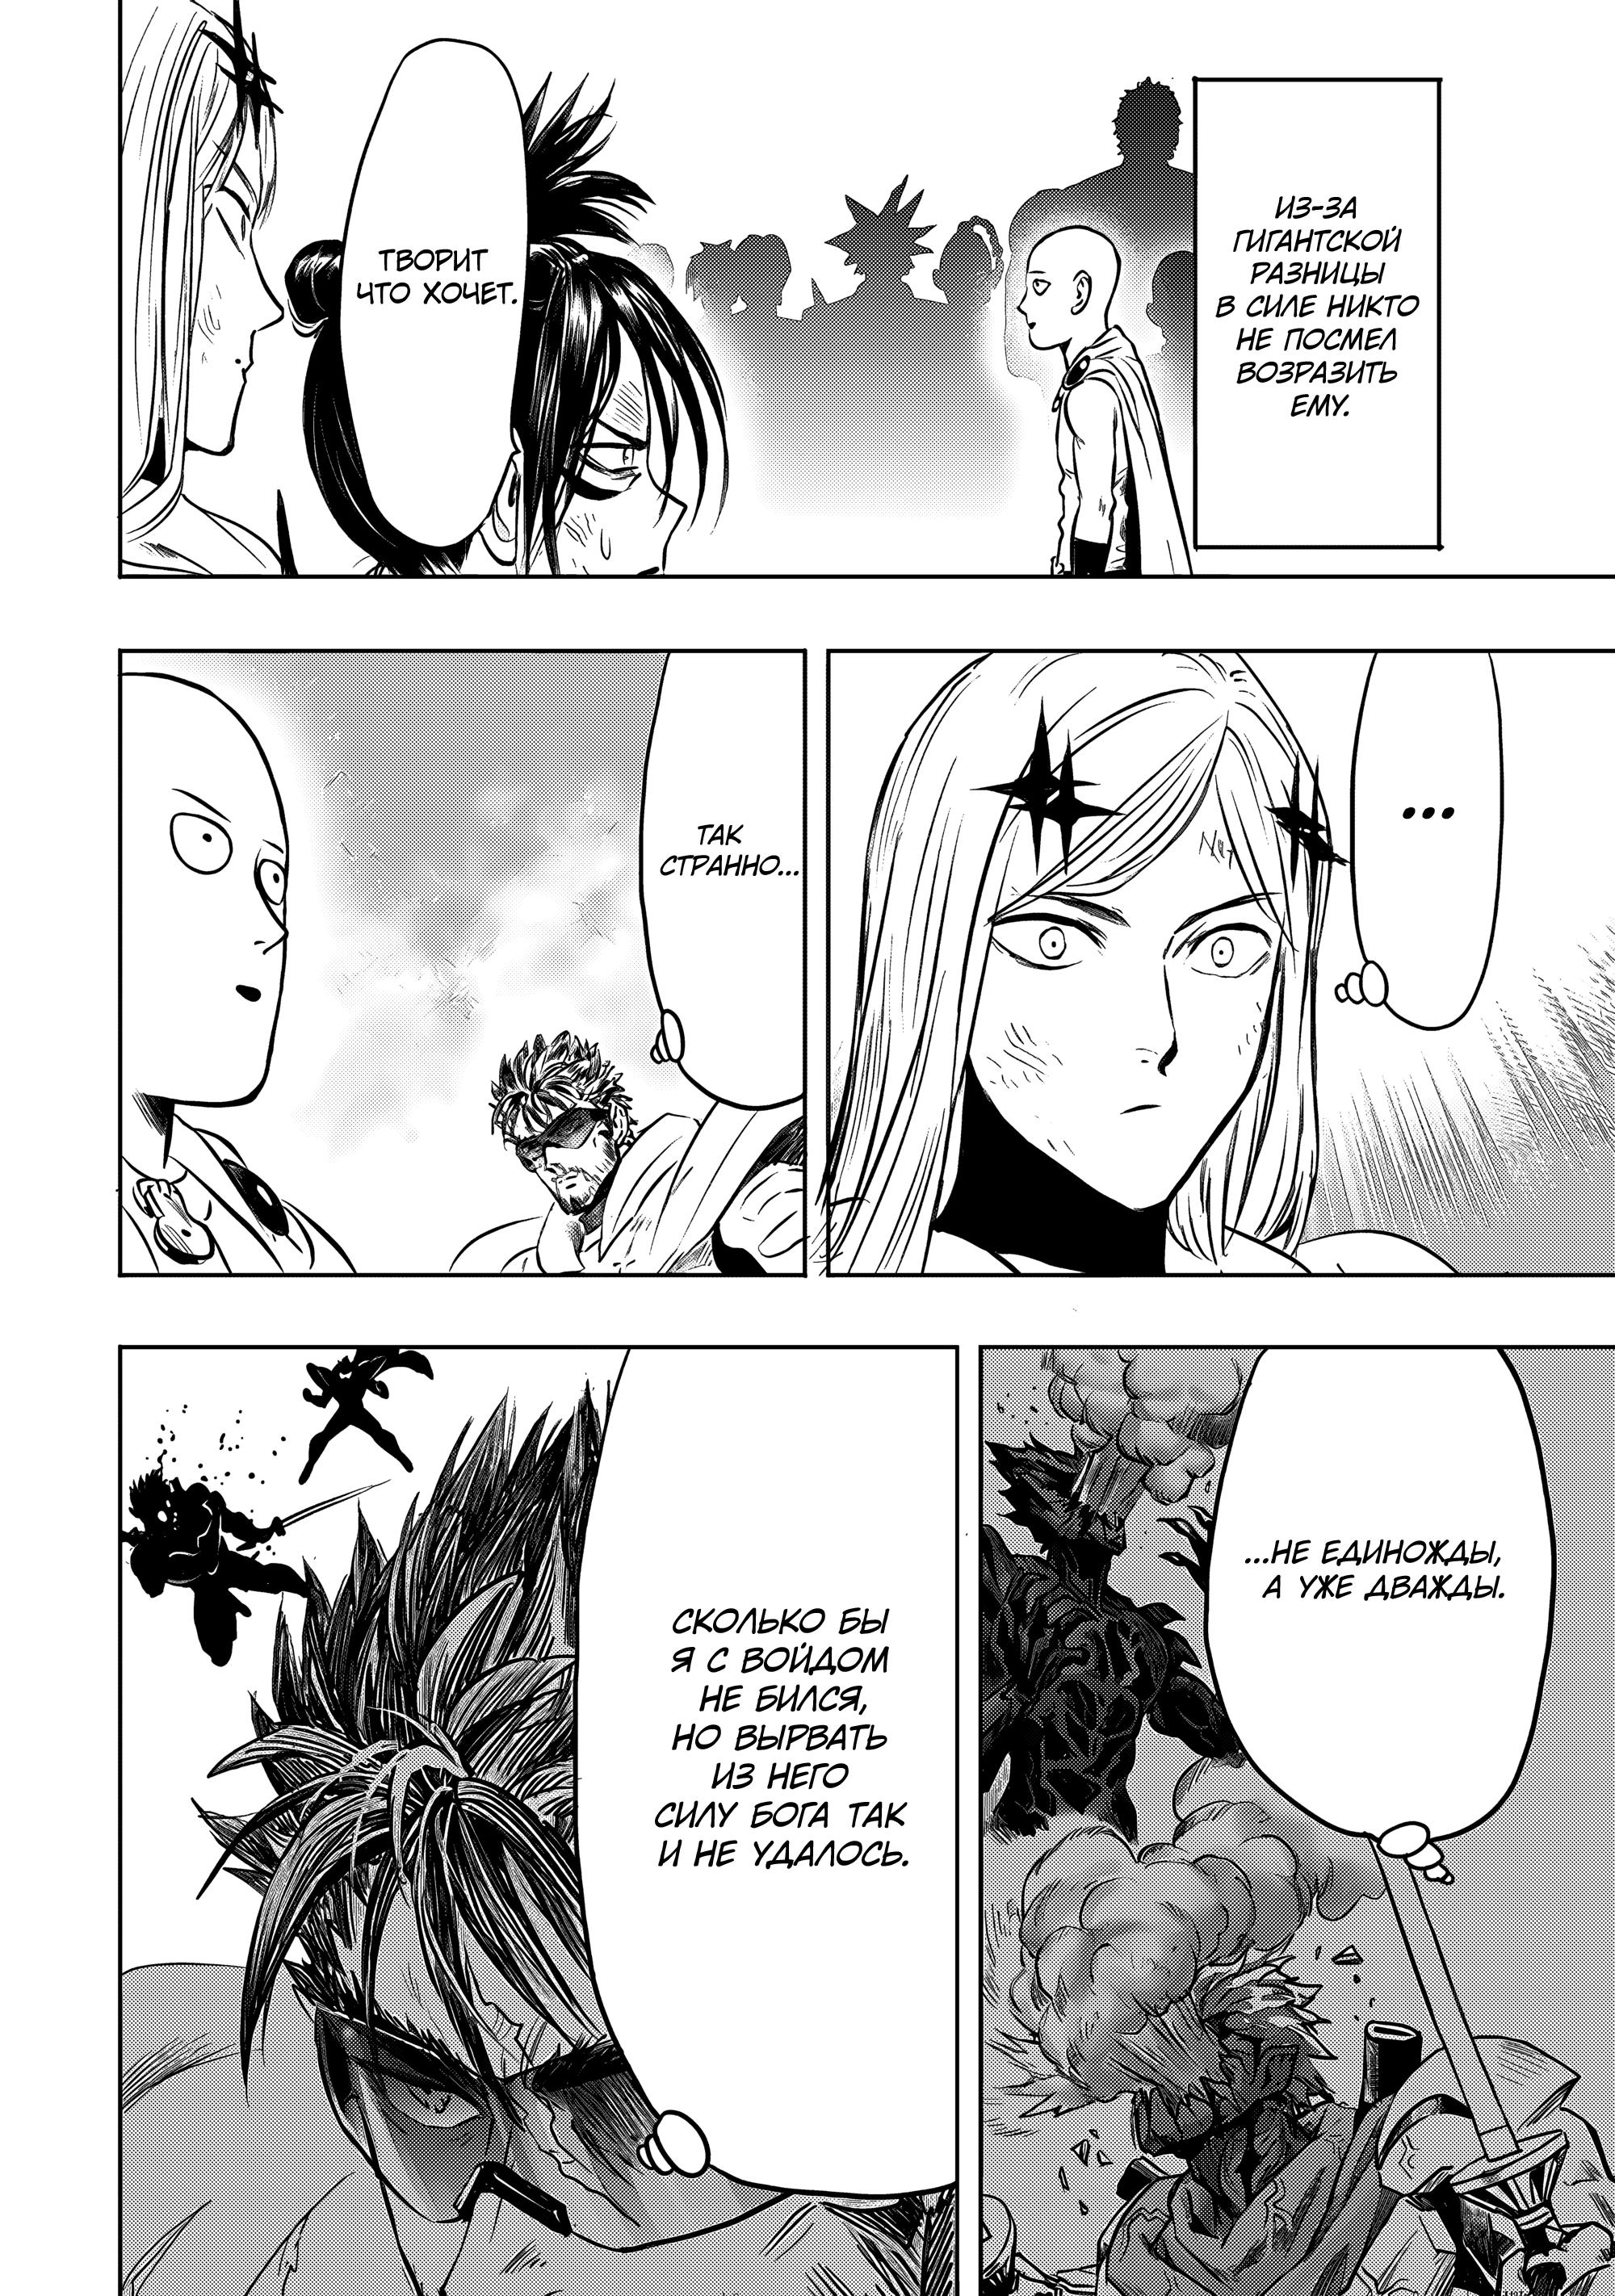 ИЗ-ЗА
ГИГАНТСКОЙ
РАЗНИЦЫ
В СИЛЕ НИКТО
НЕ ПОСМЕЛ
ВОЗРАЗИТЬ
ЕМУ.
ТВОРИТ
ЧТО ХОЧЕТ.
...
ТАК
СТРАННО...
...НЕ ЕДИНОЖДЫ,
А УЖЕ ДВАЖДЫ.
СКОЛЬКО БЫ
Я С ВОЙДОМ
НЕ БИЛСЯ,
НО ВЫРВАТЬ
ИЗ НЕГО
СИЛУ БОГА ТАК
И НЕ УДАЛОСЬ.